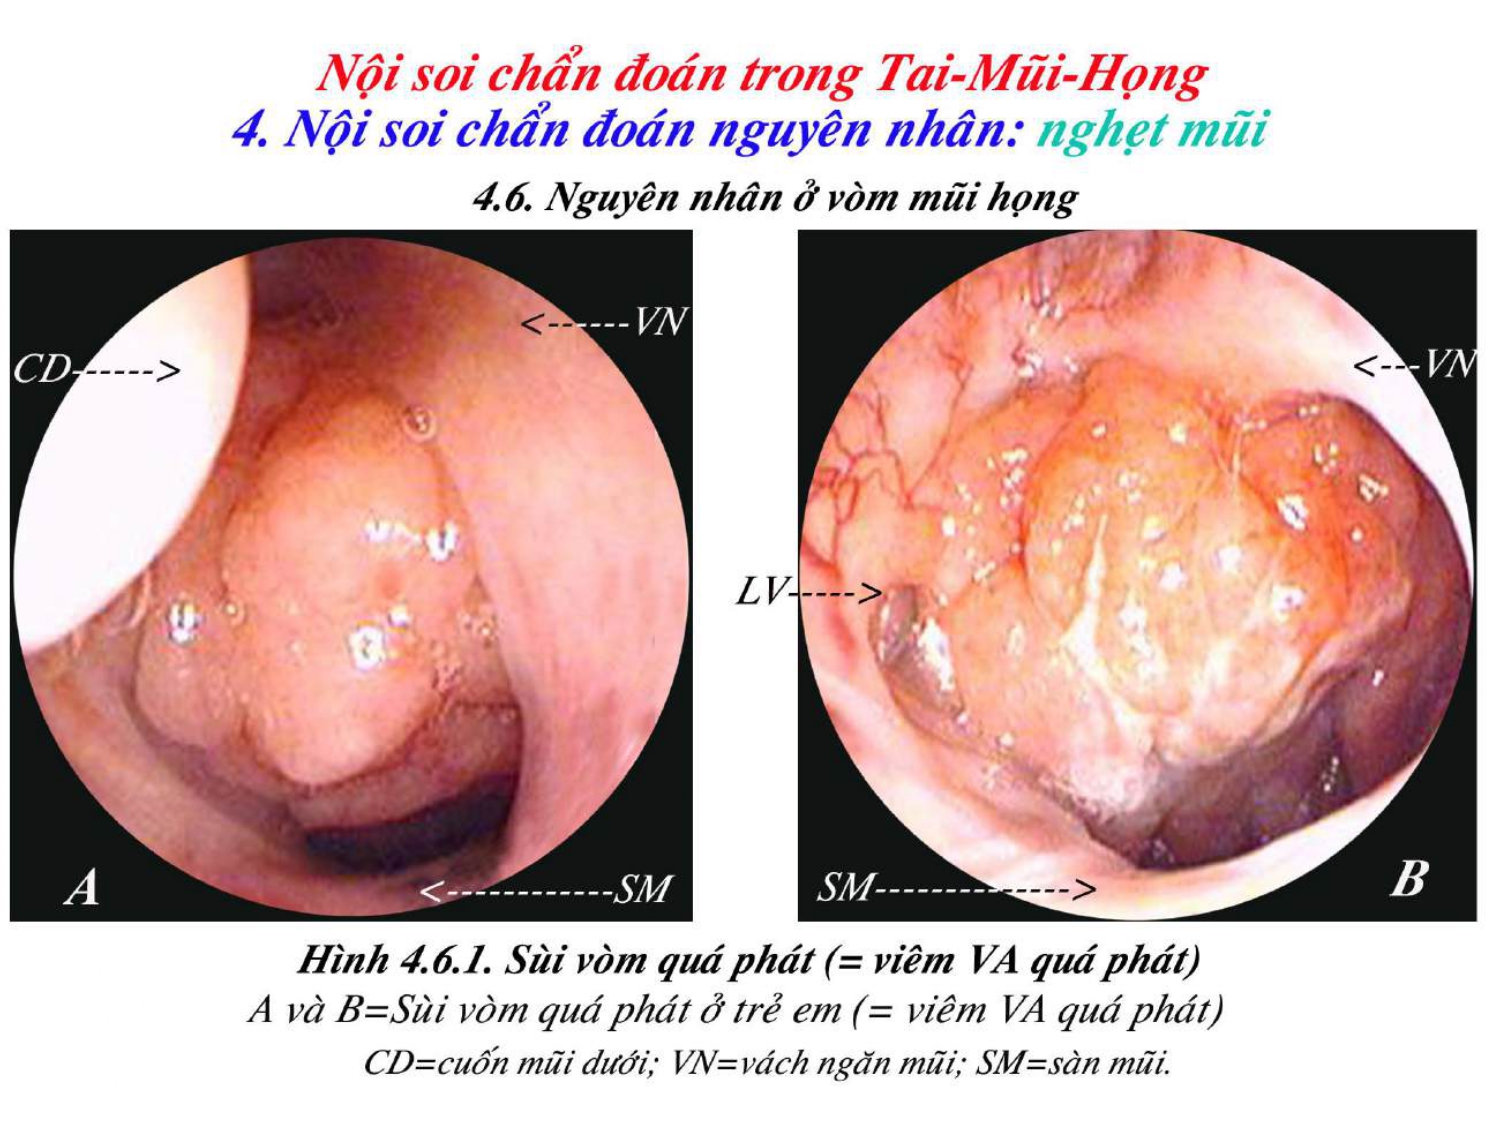 Nội soi chẩn đoán trong Tai-Mũi-Họng
4. Nội soi chẩn đoán nguyên nhân: nghẹt mũi
4.6. Nguyên nhân ở vòm mũi họng
<------VN
CD------>
A
<------------SM
<---VN
LV----->
SM-------------->
B
Hình 4.6.1. Sùi vòm quá phát (= viêm VA quá phát)
A và B=Sùi vòm quá phát ở trẻ em (= viêm VA quá phát)
CD=cuốn mũi dưới; VN=vách ngăn mũi; SM=sàn mũi.